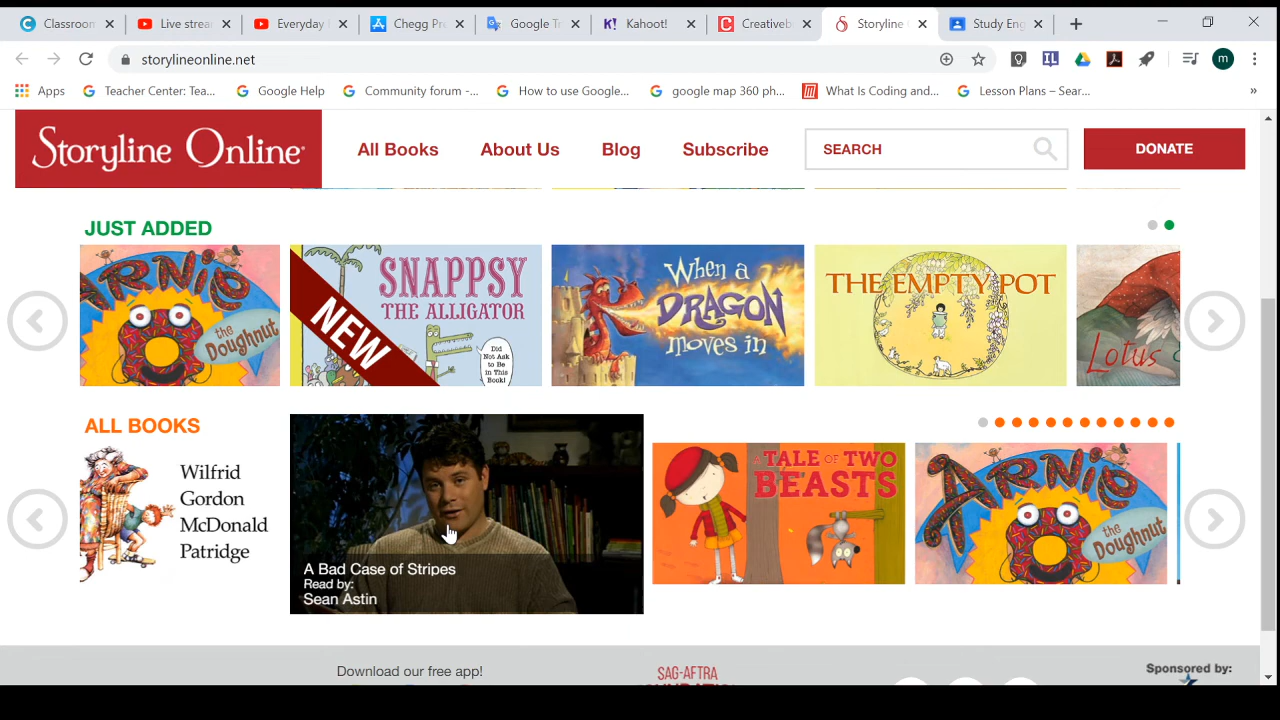 Classroom
Live strea
Everyday
Chegg Pr
Google T
Kahoot!
Creativeb
Storyline
Study Eng
storylineonline.net
m
Apps
Teacher Center: Tea...
Google Help
Community forum -...
How to use Google...
google map 360 ph...
What Is Coding and...
Lesson Plans – Sear...
»
Storyline Online
All Books
About Us
Blog
Subscribe
SEARCH
DONATE
JUST ADDED
ARNIE
the
Doughnut
NEW
SNAPPSY
THE ALLIGATOR
Did
Not Ask
to Be
in This
Book!
When a
DRAGON
moves in
THE EMPTY POT
Lotus
ALL BOOKS
Wilfrid
Gordon
McDonald
Patridge
A Bad Case of Stripes
Read by:
Sean Astin
A TALE OF TWO
BEASTS
ARNIE
the
Doughnut
Download our free app!
SAG-AFTRA
Sponsored by: